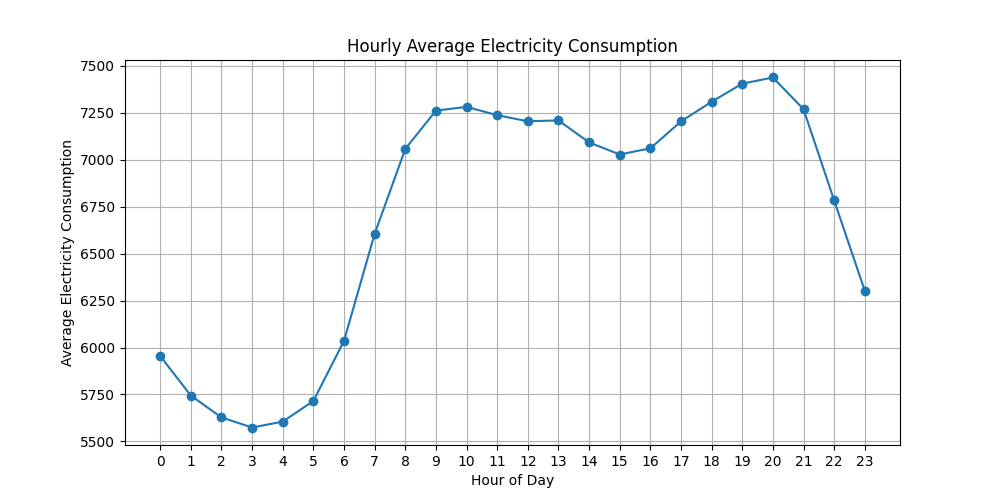 Hourly Average Electricity Consumption
7500
7250
7000
6750
6500
6250
6000
5750
5500
Average Electricity Consumption
0 1 2 3 4 5 6 7 8 9 10 11 12 13 14 15 16 17 18 19 20 21 22 23
Hour of Day